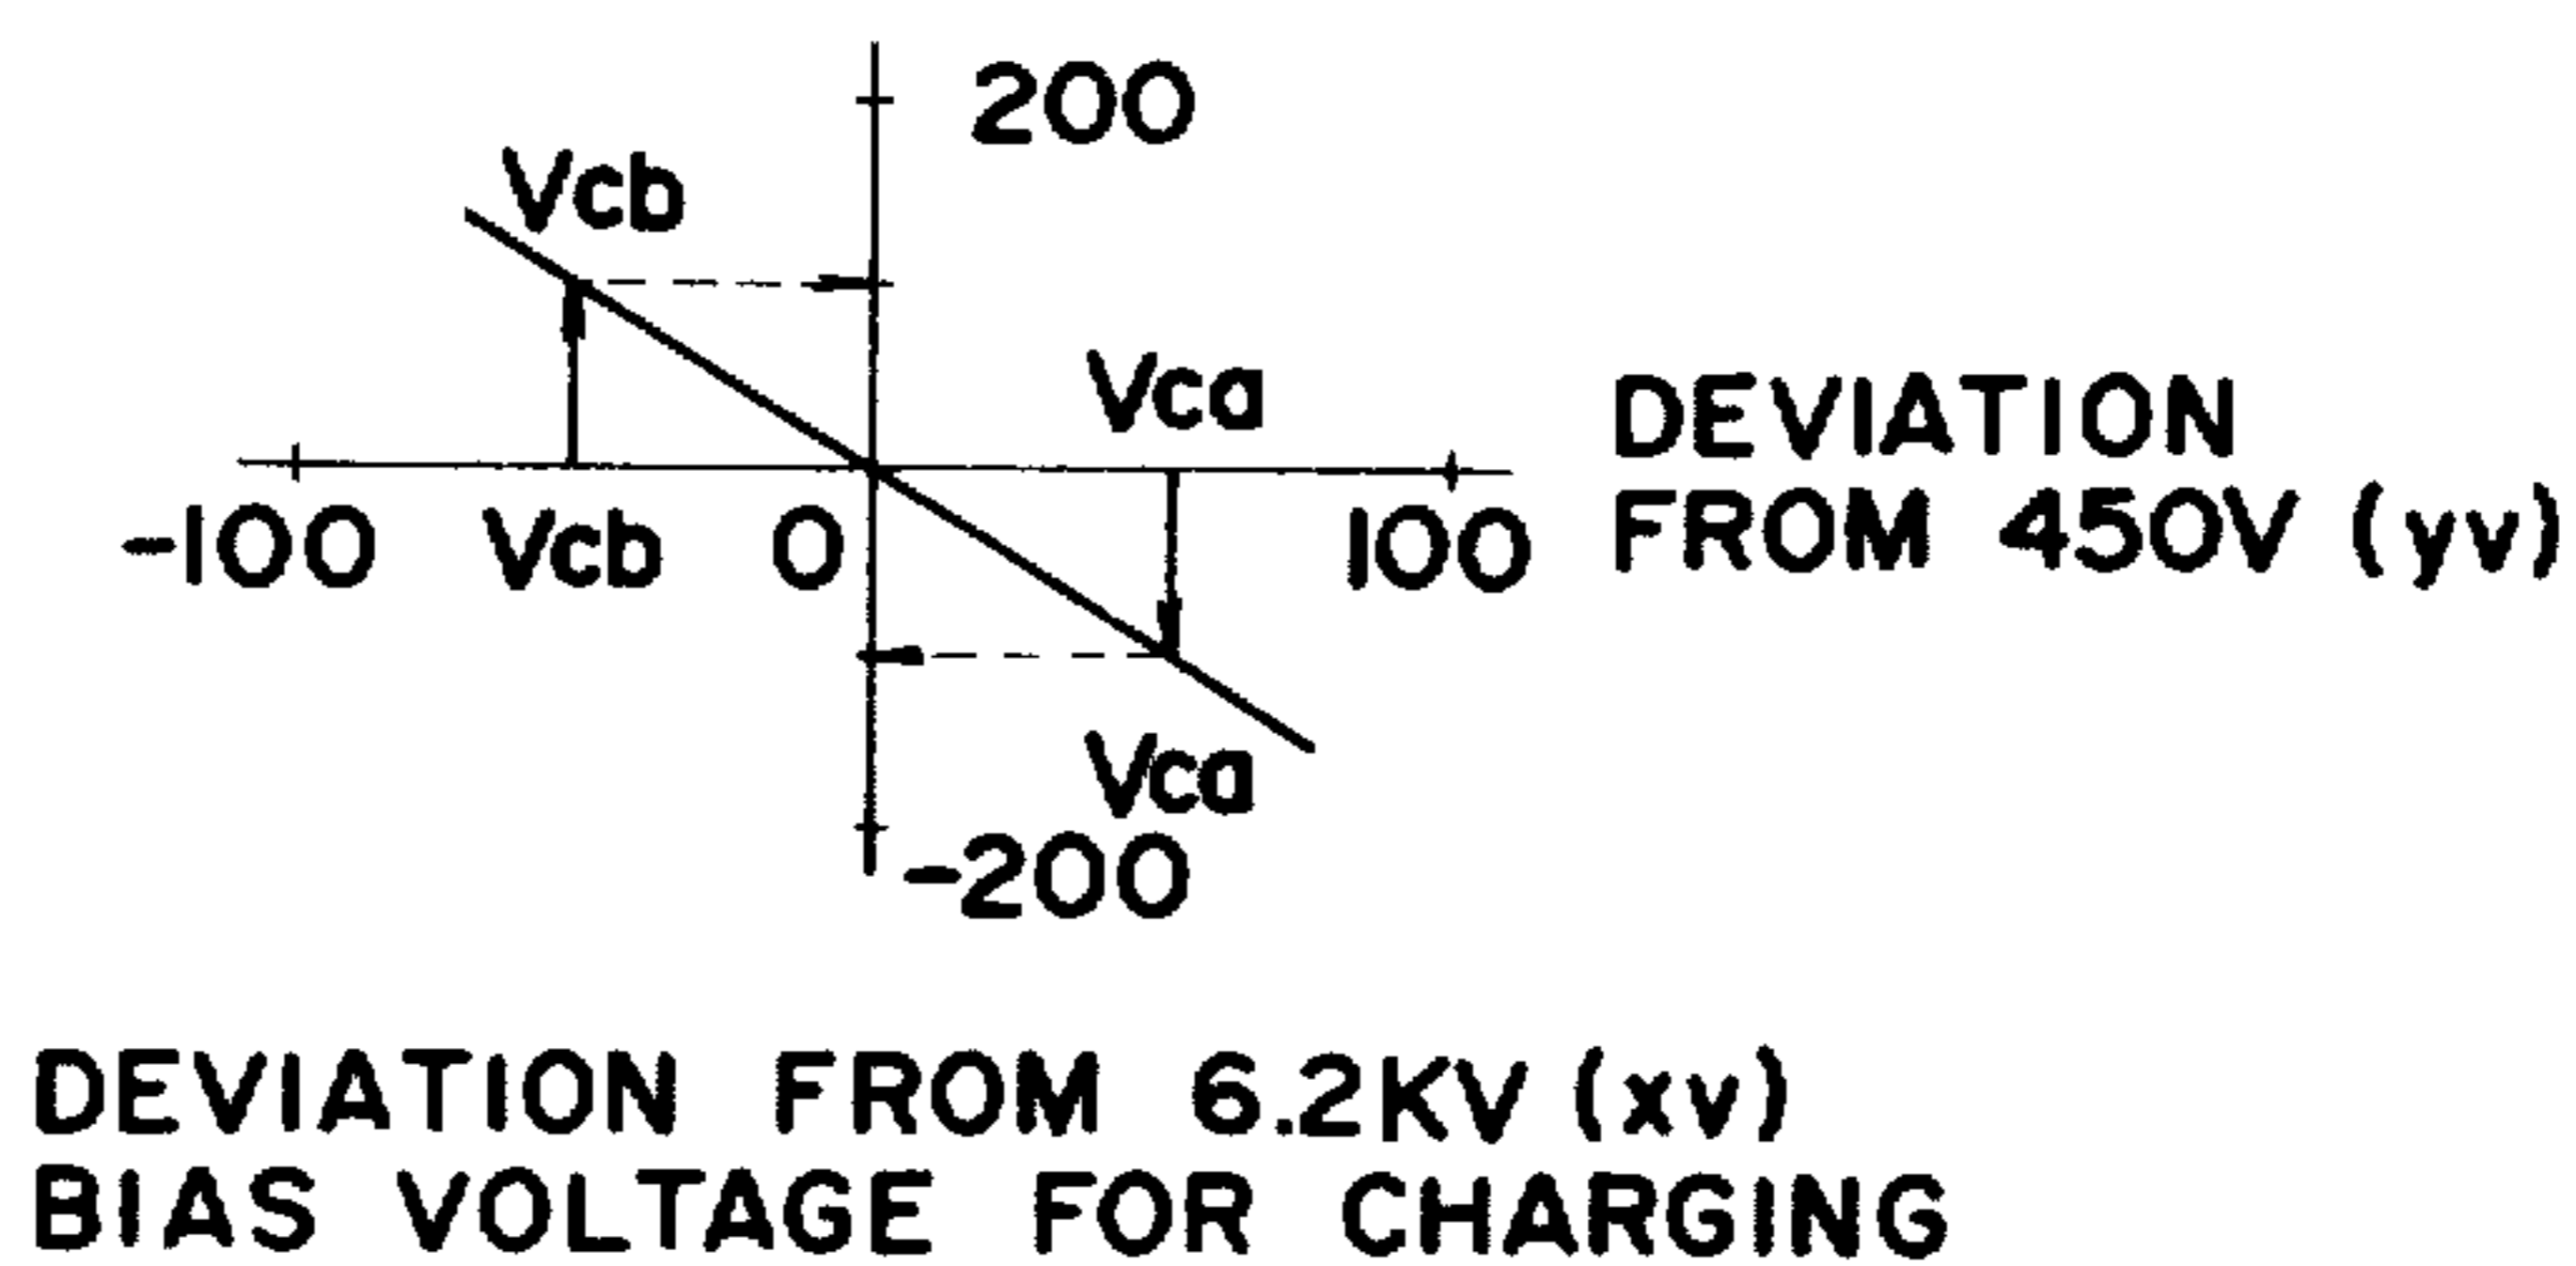 200
Vcb
Vca
DEVIATION
FROM 450V (yv)
-100 Vcb 0 100
Vca
-200
DEVIATION FROM 6.2KV (xv)
BIAS VOLTAGE FOR CHARGING